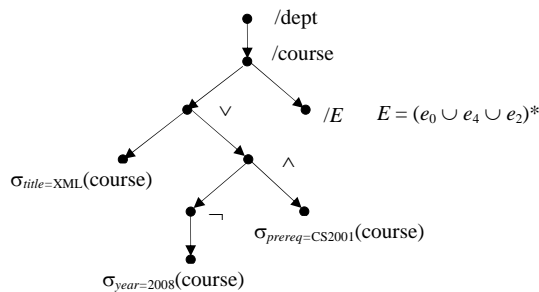 /dept
/course
∨
/E E = (e₀ ∪ e₄ ∪ e₂)*
σtitle=XML(course)
∧
¬
σprereq=CS2001(course)
σyear=2008(course)